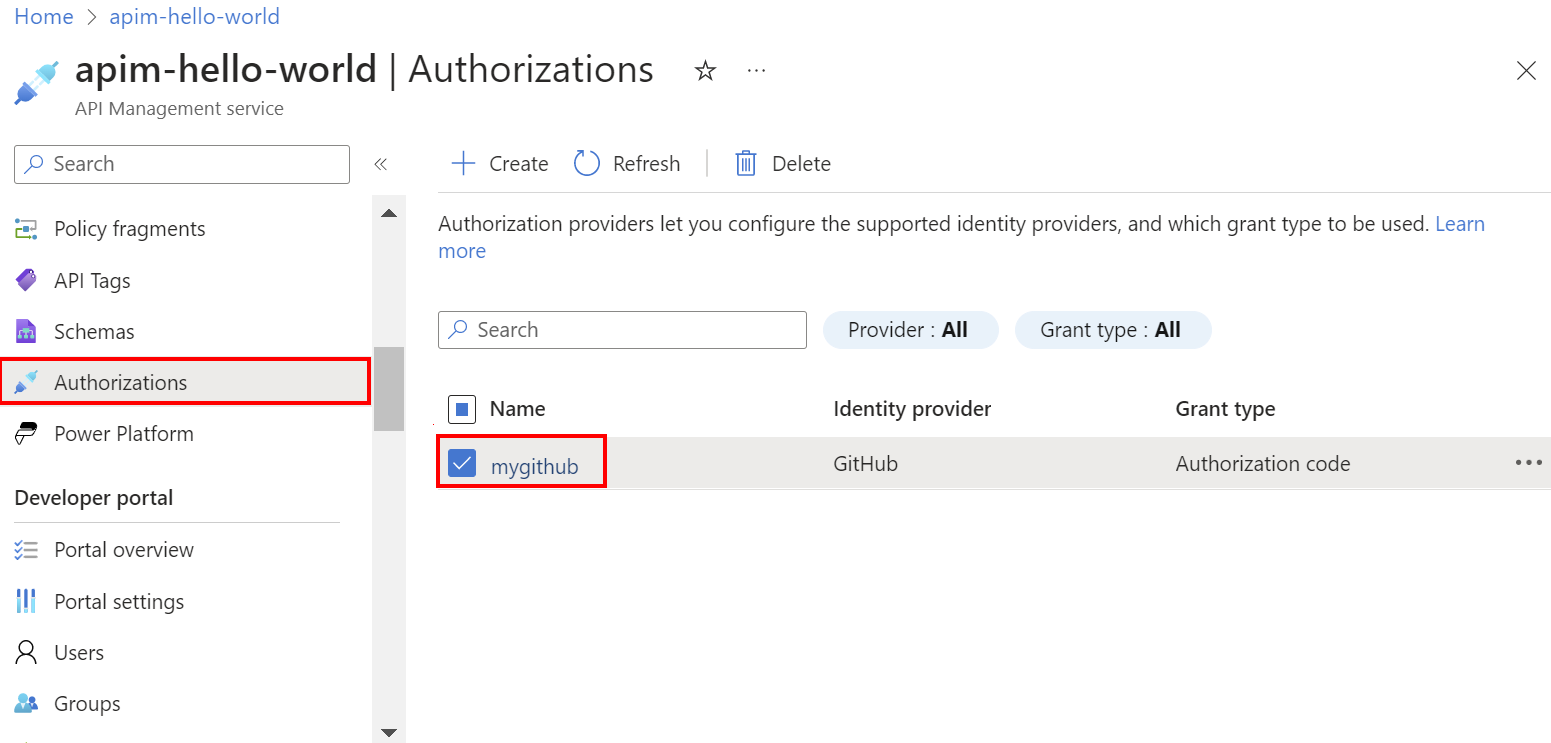 Home > apim-hello-world
apim-hello-world | Authorizations
API Management service
Search
Policy fragments
API Tags
Schemas
Authorizations
Power Platform
Developer portal
Portal overview
Portal settings
Users
Groups
Create Refresh Delete
Authorization providers let you configure the supported identity providers, and which grant type to be used. Learn
more
Search Provider : All Grant type : All
Name Identity provider Grant type
mygithub GitHub Authorization code